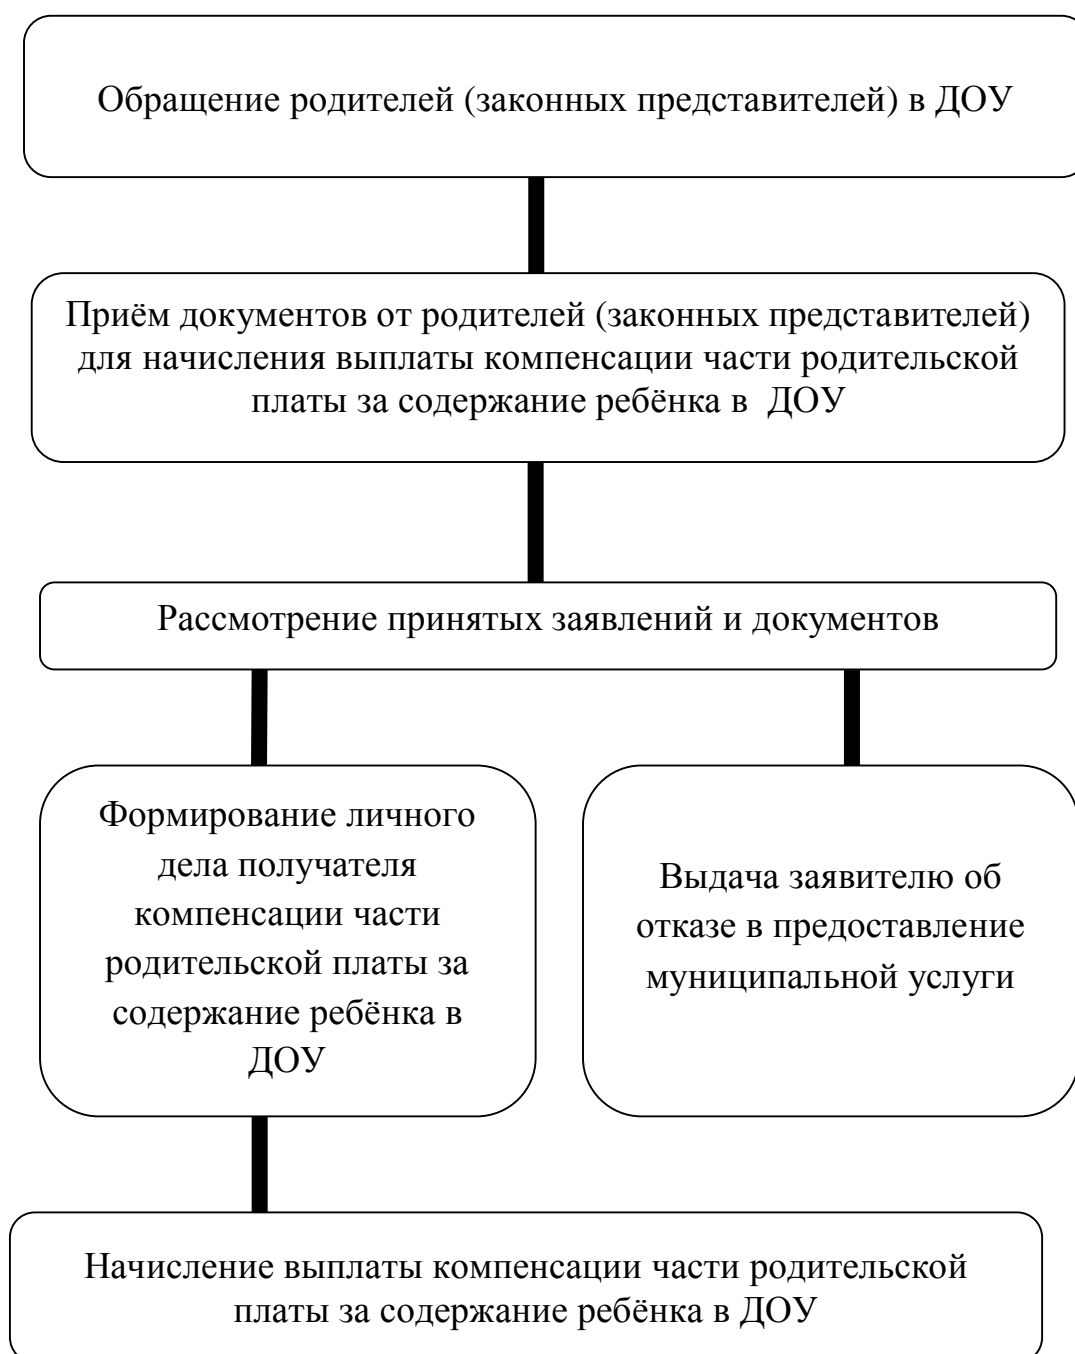 Обращение родителей (законных представителей) в ДОУ
Приём документов от родителей (законных представителей)
для начисления выплаты компенсации части родительской
платы за содержание ребёнка в ДОУ
Рассмотрение принятых заявлений и документов
Формирование личного
дела получателя
компенсации части
родительской платы за
содержание ребёнка в
ДОУ
Выдача заявителю об
отказе в предоставление
муниципальной услуги
Начисление выплаты компенсации части родительской
платы за содержание ребёнка в ДОУ